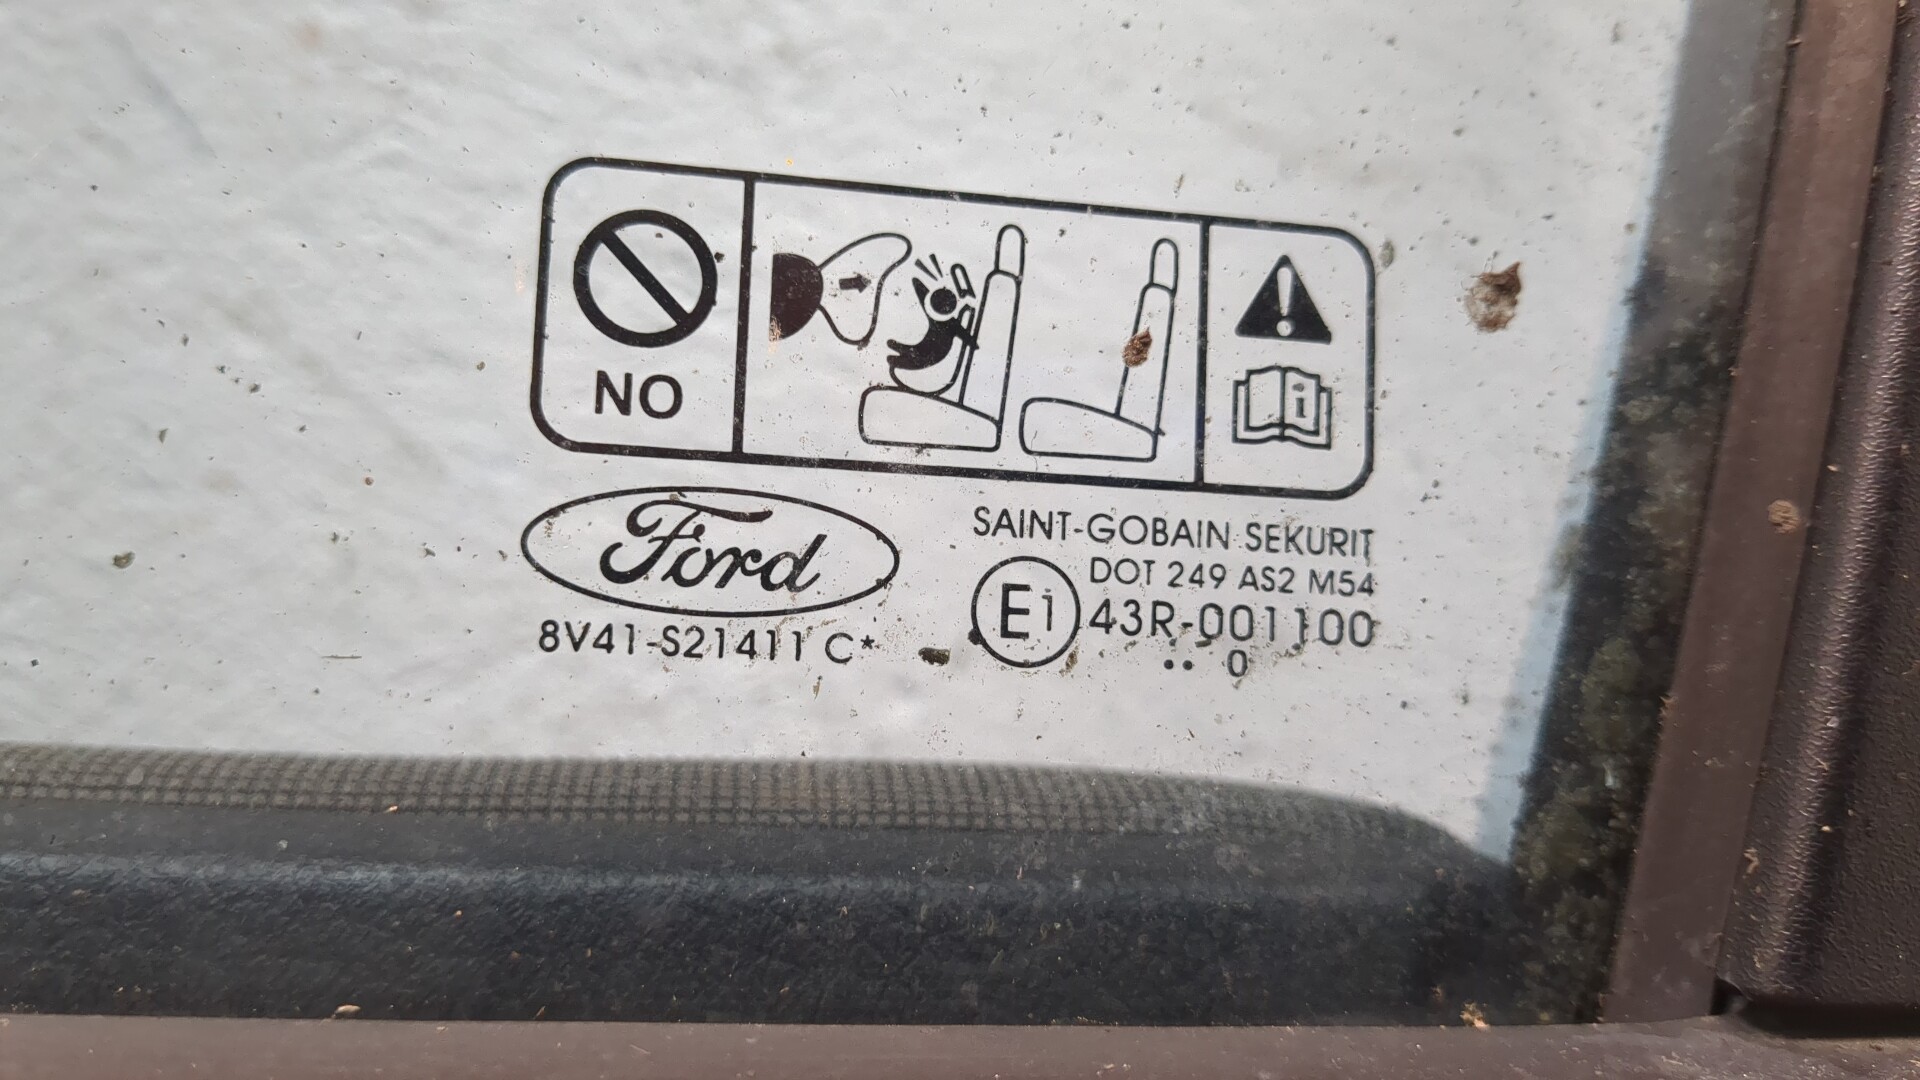 NO
i
Ford
8V41-S21411 C*
SAINT-GOBAIN SEKURIT
DOT 249 AS2 M54
E1 43R-001100
.. 0